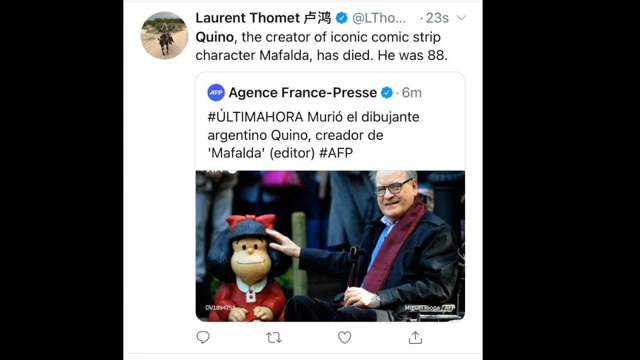 Laurent Thomet 卢鸿 @LTho... · 23s
Quino, the creator of iconic comic strip
character Mafalda, has died. He was 88.
AFP Agence France-Presse · 6m
#ÚLTIMAHORA Murió el dibujante
argentino Quino, creador de
'Mafalda' (editor) #AFP